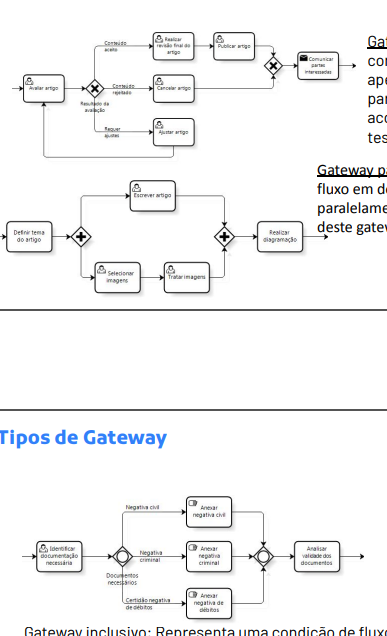 Conteúdo
aceito
Realizar
revisão final do
artigo
Publicar artigo
Avaliar artigo
Resultado da
avaliação
Conteúdo
rejeitado
Cancelar artigo
Comunicar
partes
interessadas
Requer
ajustes
Ajustar artigo
Gat
con
ape
par
aco
tes
Gateway pa
fluxo em de
paralelame
deste gatew
Escrever artigo
Definir tema
do artigo
Realizar
diagramação
Selecionar
imagens
Tratar imagens
Tipos de Gateway
Negativa civil
Anexar
negativa civil
Identificar
documentação
necessária
Documentos
necessários
Negativa
criminal
Anexar
negativa
criminal
Analisar
validade dos
documentos
Certidão negativa
de débitos
Anexar
negativa de
débitos
Gateway inclusivo: Representa uma condição de fluxo